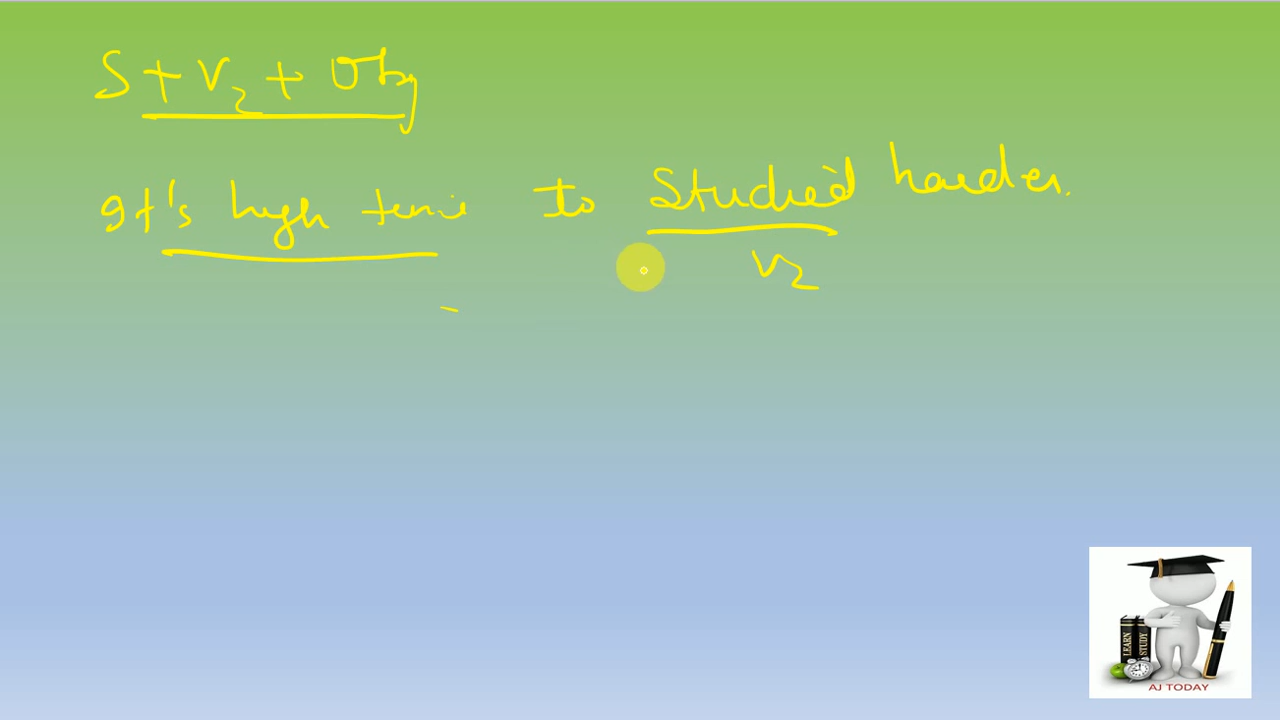 S + V2 + Obj
It's high time to studied harder.
V2
LEARN
STUDY
AJ TODAY